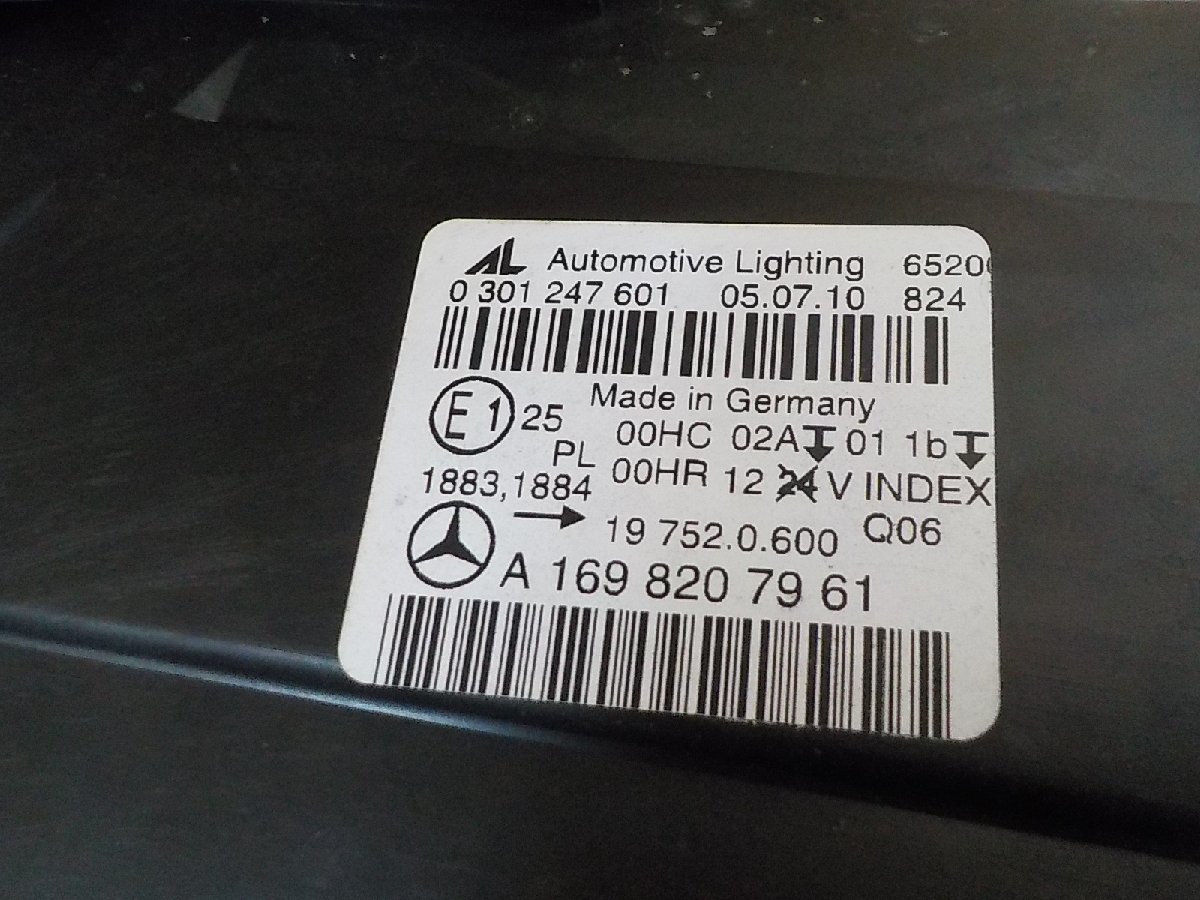 AL Automotive Lighting
0 301 247 601 05.07.10 824
Made in Germany
E1 25 00HC 02A 01 1b
PL 00HR 12 24 V INDEX
1883,1884
→ 19 752.0.600 Q06
A 169 820 79 61